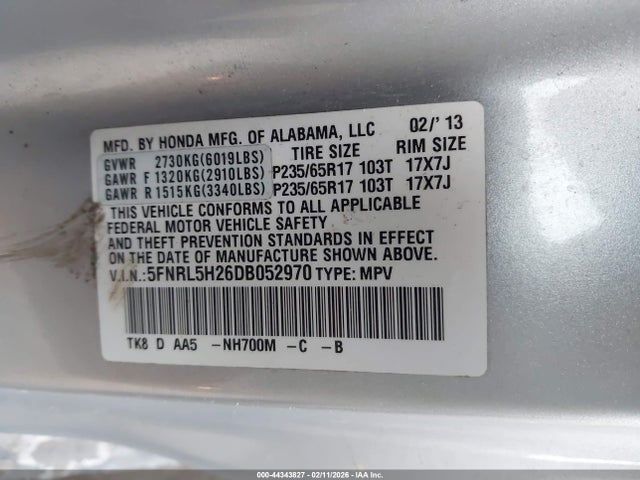 MFD. BY HONDA MFG. OF ALABAMA, LLC 02/'13
GVWR 2730KG(6019LBS) TIRE SIZE RIM SIZE
GAWR F 1320KG(2910LBS) P235/65R17 103T 17X7J
GAWR R 1515KG(3340LBS) P235/65R17 103T 17X7J
THIS VEHICLE CONFORMS TO ALL APPLICABLE
FEDERAL MOTOR VEHICLE SAFETY
AND THEFT PREVENTION STANDARDS IN EFFECT
ON THE DATE OF MANUFACTURE SHOWN ABOVE.
V.I.N.:5FNRL5H26DB052970 TYPE: MPV
TK8 D AA5 -NH700M -C -B
000-44343827 - 02/11/2026 - IAA Inc.